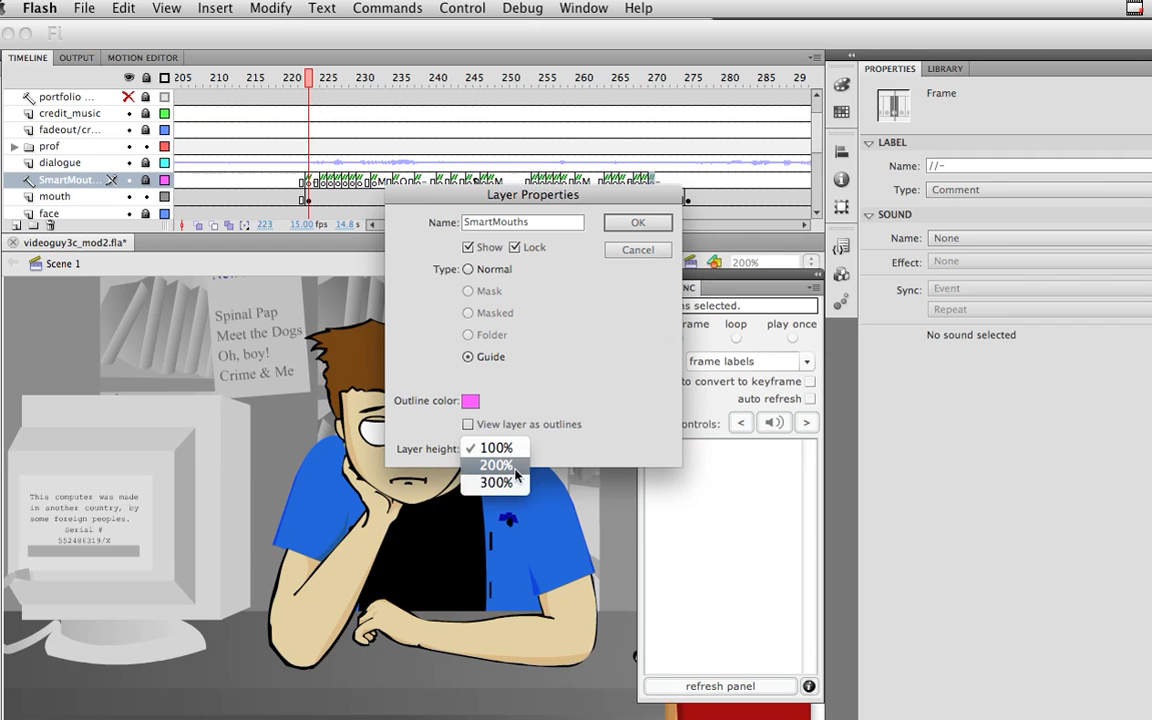 Flash File Edit View Insert Modify Text Commands Control Debug Window Help
TIMELINE OUTPUT MOTION EDITOR
205 210 215 220 225 230 235 240 245 250 255 260 265 270 275 280 285 29
portfolio ...
credit_music
fadeout/cr...
prof
dialogue
SmartMout...
mouth
face
223 15.00 fps 14.8 s
videoguy3c_mod2.fla*
Scene 1
200%
Layer Properties
Name: SmartMouths
OK
Show Lock
Cancel
Type: Normal
Mask
Masked
Folder
Guide
Outline color:
View layer as outlines
Layer height: 100%
200%
300%
NC
ns selected.
rame loop play once
frame labels
to convert to keyframe
auto refresh
ontrols: < >
refresh panel
PROPERTIES LIBRARY
Frame
LABEL
Name: //-
Type: Comment
SOUND
Name: None
Effect: None
Sync: Event
Repeat
No sound selected
Spinal Pap
Meet the Dogs
Oh, boy!
Crime & Me
This computer was made
in another country, by
some foreign peoples.
Serial #
552486319/X